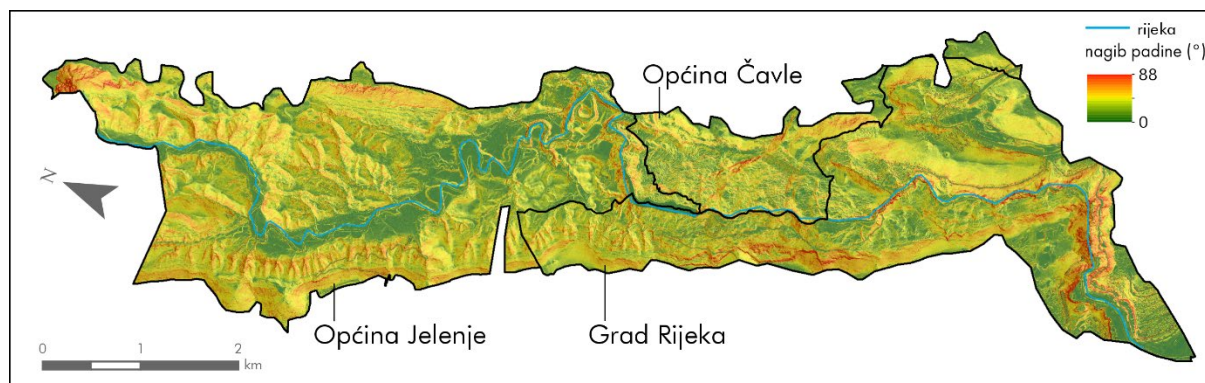 rijeka
nagib padine (°)
88
0
Općina Čavle
N
Općina Jelenje
Grad Rijeka
0 1 2
km